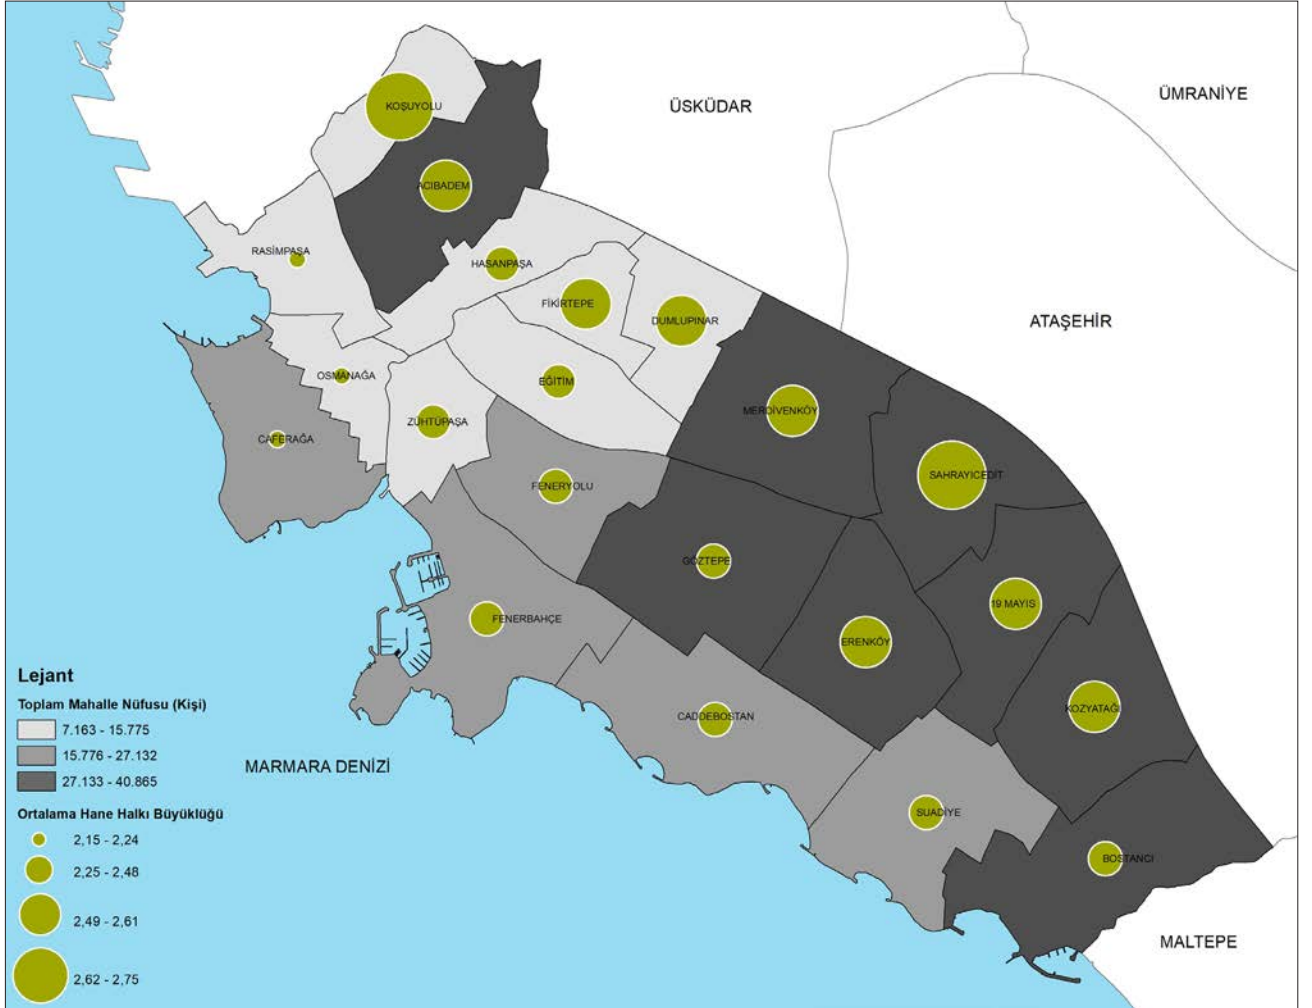 ÜMRANİYE
ÜSKÜDAR
KOŞUYOLU
ACIBADEM
RASİMPAŞA
HASANPAŞA
FİKİRTEPE
DUMLUPINAR
ATAŞEHİR
OSMANAĞA
EĞİTİM
ZÜHTÜPAŞA
MERDİVENKÖY
CAFERAĞA
SAHRAYICEDİT
FENERYOLU
GÖZTEPE
19 MAYIS
FENERBAHÇE
ERENKÖY
KOZYATAĞI
CADDEBOSTAN
MARMARA DENİZİ
SUADİYE
BOSTANCI
MALTEPE
Lejant
Toplam Mahalle Nüfusu (Kişi)
7.163 - 15.775
15.776 - 27.132
27.133 - 40.865
Ortalama Hane Halkı Büyüklüğü
2,15 - 2,24
2,25 - 2,48
2,49 - 2,61
2,62 - 2,75